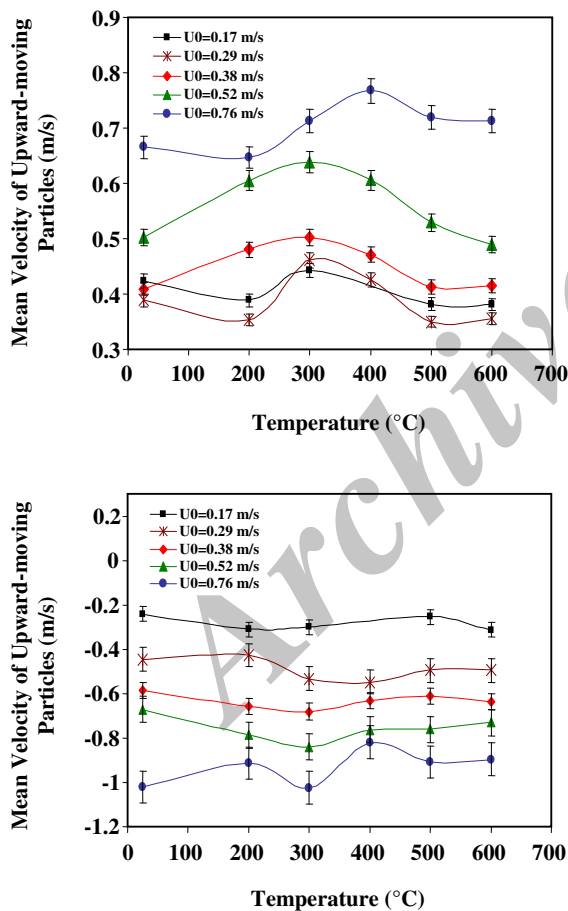 0.9
0.8
0.7
0.6
0.5
0.4
0.3
U0=0.17 m/s
U0=0.29 m/s
U0=0.38 m/s
U0=0.52 m/s
U0=0.76 m/s
Mean Velocity of Upward-moving
Particles (m/s)
0 100 200 300 400 500 600 700
Temperature (°C)
0.2
0
-0.2
-0.4
-0.6
-0.8
-1
-1.2
U0=0.17 m/s
U0=0.29 m/s
U0=0.38 m/s
U0=0.52 m/s
U0=0.76 m/s
Mean Velocity of Upward-moving
Particles (m/s)
0 100 200 300 400 500 600 700
Temperature (°C)
Archive